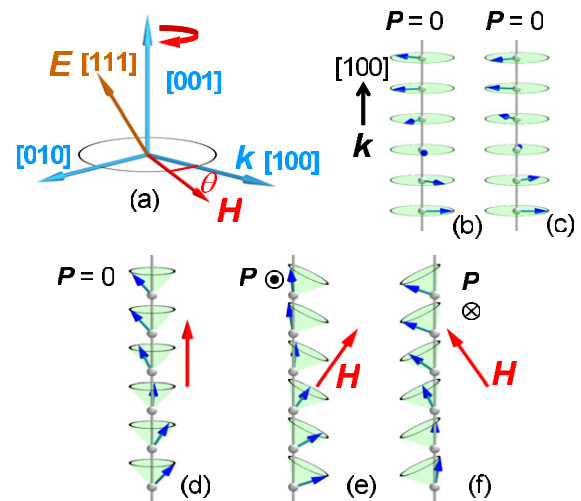 E [111]
[001]
[010]
k [100]
θ
H
(a)
P = 0
P = 0
[100]
k
(b)
(c)
P = 0
(d)
P ⊙
H
(e)
P
⊗
H
(f)